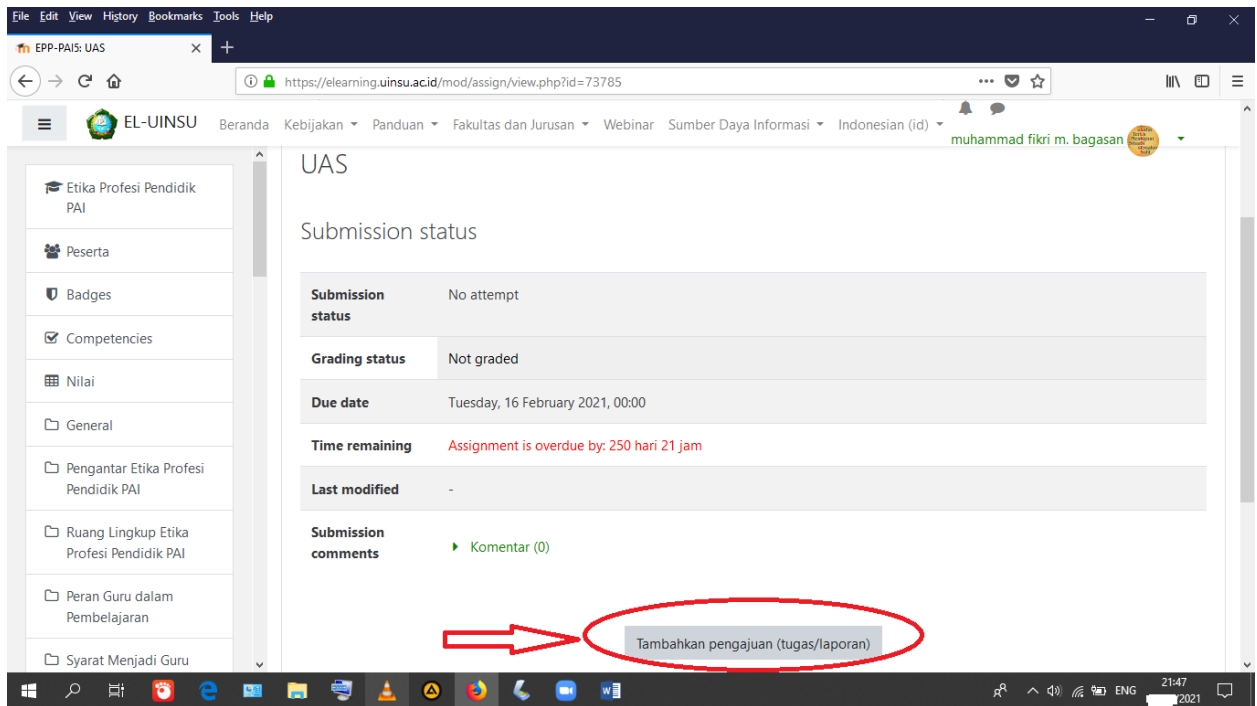 File Edit View History Bookmarks Tools Help
EPP-PAI5: UAS
https://elearning.uinsu.ac.id/mod/assign/view.php?id=73785
EL-UINSU Beranda Kebijakan Panduan Fakultas dan Jurusan Webinar Sumber Daya Informasi Indonesian (id)
muhammad fikri m. bagasan
Etika Profesi Pendidik
PAI
Peserta
Badges
Competencies
Nilai
General
Pengantar Etika Profesi
Pendidik PAI
Ruang Lingkup Etika
Profesi Pendidik PAI
Peran Guru dalam
Pembelajaran
Syarat Menjadi Guru
UAS
Submission status
Submission
status
No attempt
Grading status Not graded
Due date Tuesday, 16 February 2021, 00:00
Time remaining Assignment is overdue by: 250 hari 21 jam
Last modified -
Submission
comments
Komentar (0)
Tambahkan pengajuan (tugas/laporan)
ENG
21:47
/2021